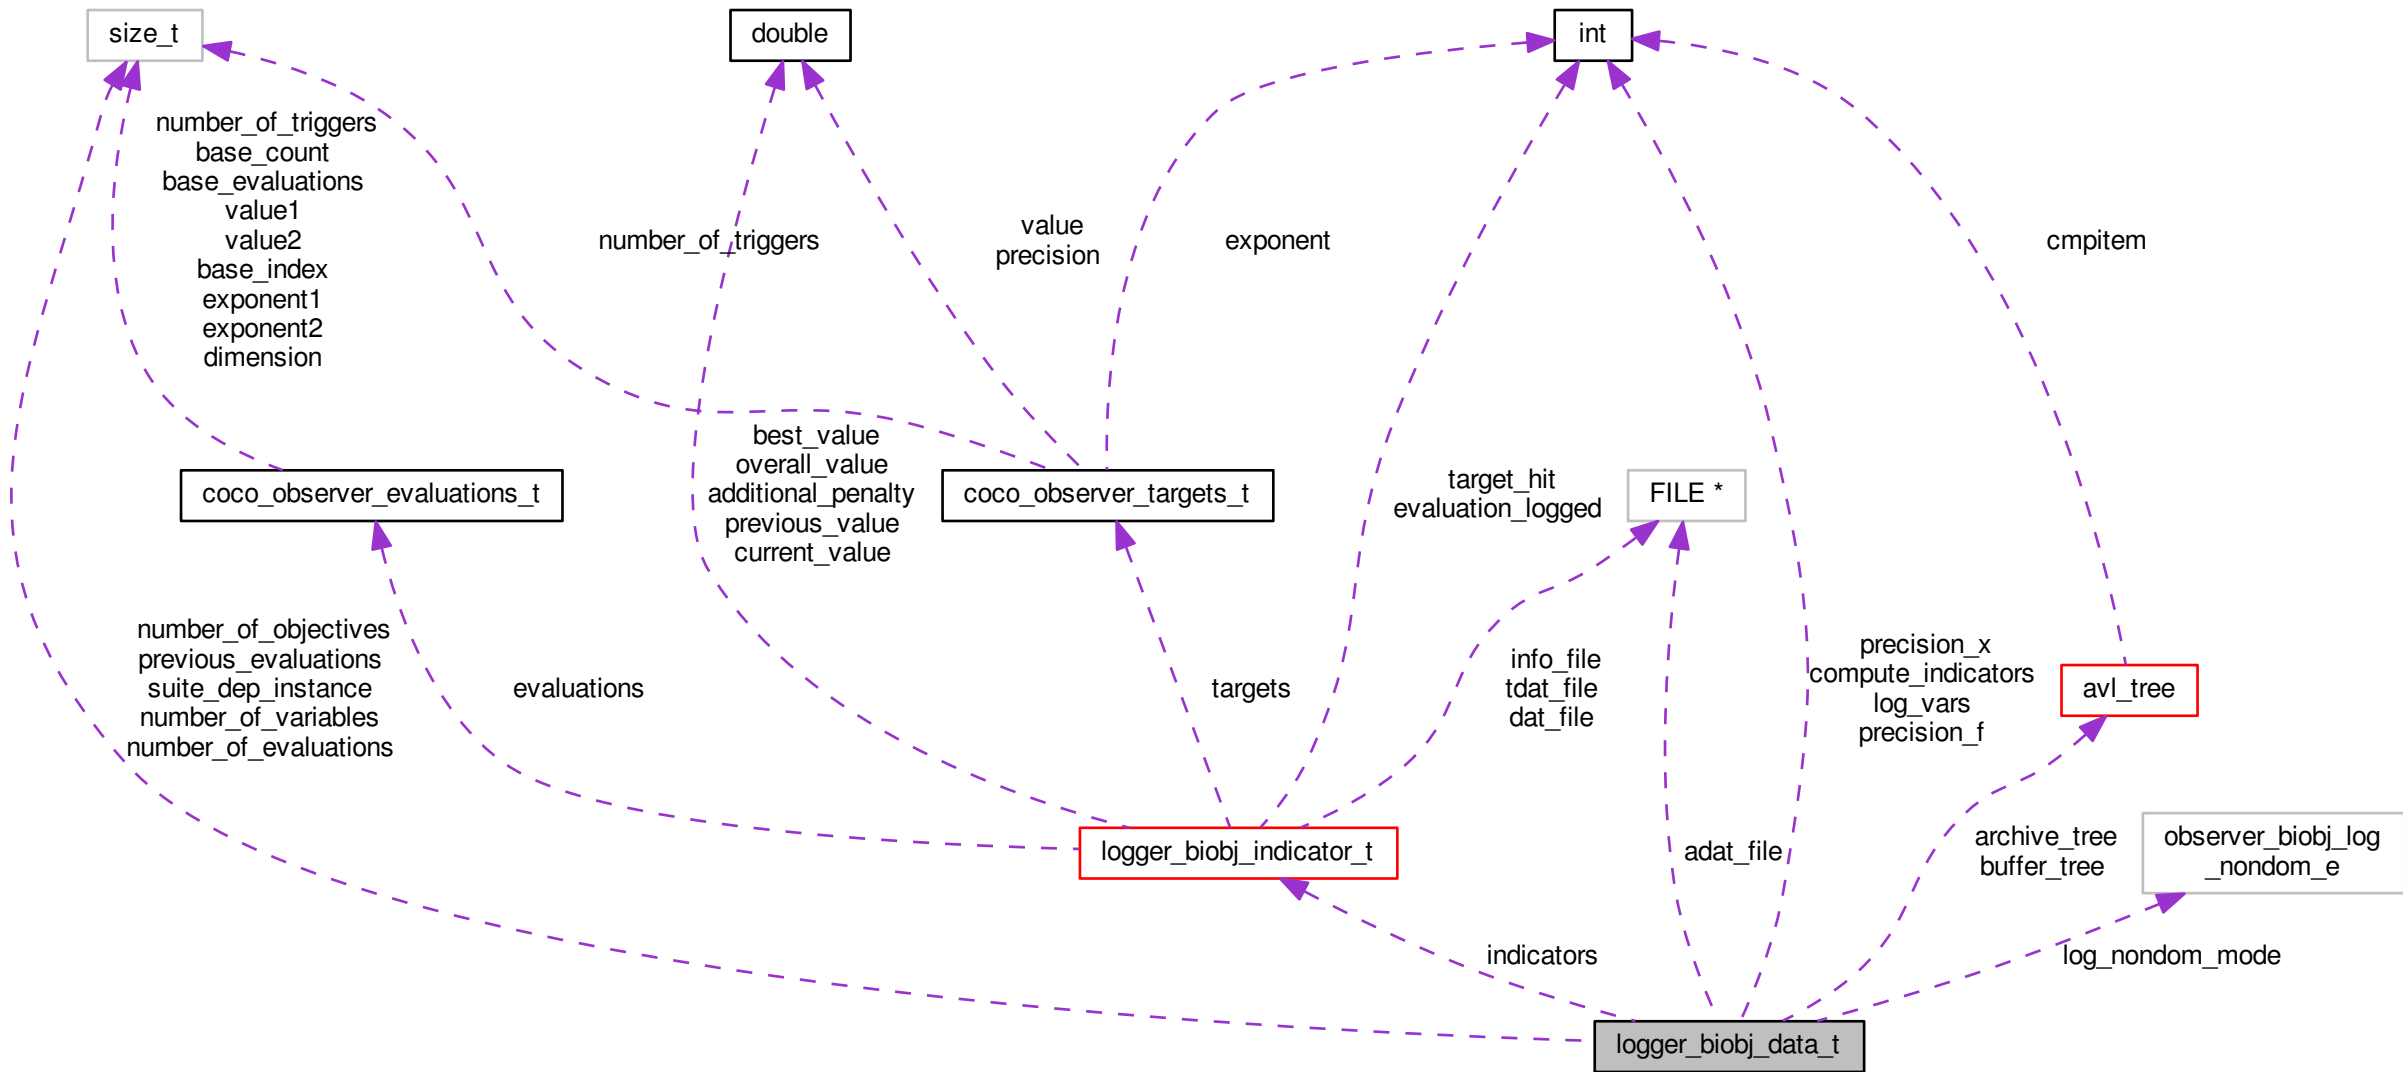 size_t
double
int
number_of_triggers
base_count
base_evaluations
value1
value2
base_index
exponent1
exponent2
dimension
number_of_triggers
value
precision
exponent
cmpitem
best_value
overall_value
additional_penalty
previous_value
current_value
target_hit
evaluation_logged
coco_observer_evaluations_t
coco_observer_targets_t
FILE *
number_of_objectives
previous_evaluations
suite_dep_instance
number_of_variables
number_of_evaluations
evaluations
targets
info_file
tdat_file
dat_file
precision_x
compute_indicators
log_vars
precision_f
avl_tree
logger_biobj_indicator_t
adat_file
archive_tree
buffer_tree
observer_biobj_log
_nondom_e
indicators
log_nondom_mode
logger_biobj_data_t